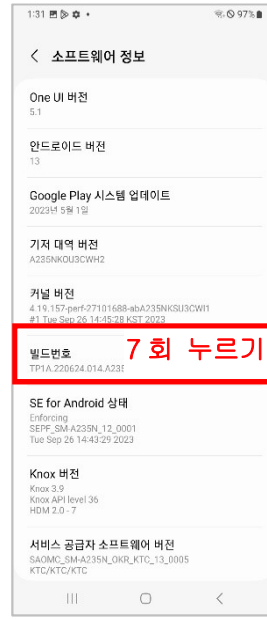 1:31
97%
소프트웨어 정보
One UI 버전
5.1
안드로이드 버전
13
Google Play 시스템 업데이트
2023년 5월 1일
기저 대역 버전
A235NKOU3CWH2
커널 버전
4.19.157-perf-27101688-abA235NKSU3CWI1
#1 Tue Sep 26 14:45:28 KST 2023
빌드번호
7회 누르기
TP1A.220624.014.A235
SE for Android 상태
Enforcing
SEPF_SM-A235N_12_0001
Tue Sep 26 14:43:29 2023
Knox 버전
Knox 3.9
Knox API level 36
HDM 2.0 - 7
서비스 공급자 소프트웨어 버전
SAOMC_SM-A235N_OKR_KTC_13_0005
KTC/KTC/KTC